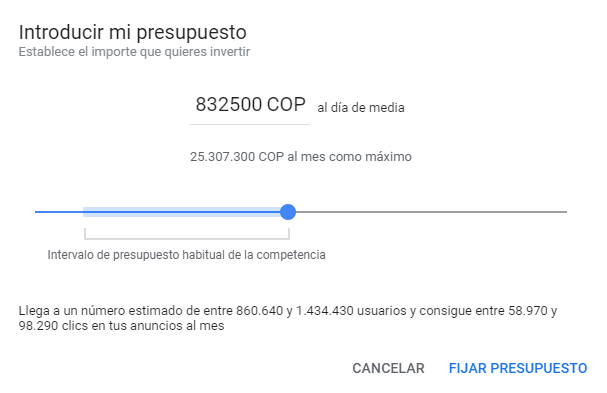 Introducir mi presupuesto
Establece el importe que quieres invertir
832500 COP al día de media
25.307.300 COP al mes como máximo
Intervalo de presupuesto habitual de la competencia
Llega a un número estimado de entre 860.640 y 1.434.430 usuarios y consigue entre 58.970 y
98.290 clics en tus anuncios al mes
CANCELAR FIJAR PRESUPUESTO